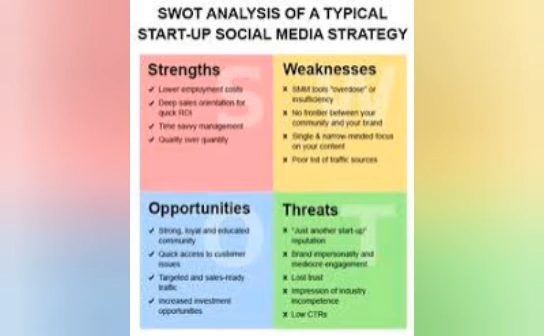 SWOT ANALYSIS OF A TYPICAL
START-UP SOCIAL MEDIA STRATEGY
Strengths
Lower employment costs
Deep sales orientation for
quick ROI
Time savvy management
Quality over quantity
Weaknesses
SMM tools "overdose" or
insufficiency
No frontier between your
community and your brand
Single & narrow-minded focus
on your content
Poor list of traffic sources
Opportunities
Strong, loyal and educated
community
Quick access to customer
issues
Targeted and sales-ready
traffic
Increased investment
opportunities
Threats
"Just another start-up"
reputation
Brand impersonality and
mediocre engagement
Lost trust
Impression of industry
incompetence
Low CTRs
S
W
O
T